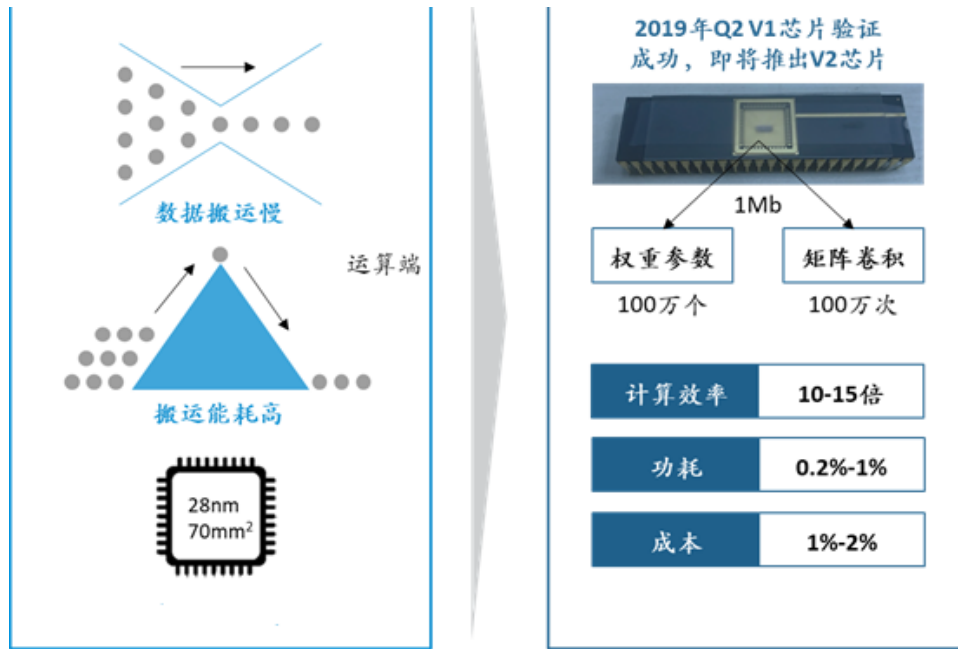 数据搬运慢
运算端
搬运能耗高
28nm
70mm²
2019年Q2 V1芯片验证
成功，即将推出V2芯片
1Mb
权重参数
矩阵卷积
100万个
100万次
计算效率
10-15倍
功耗
0.2%-1%
成本
1%-2%